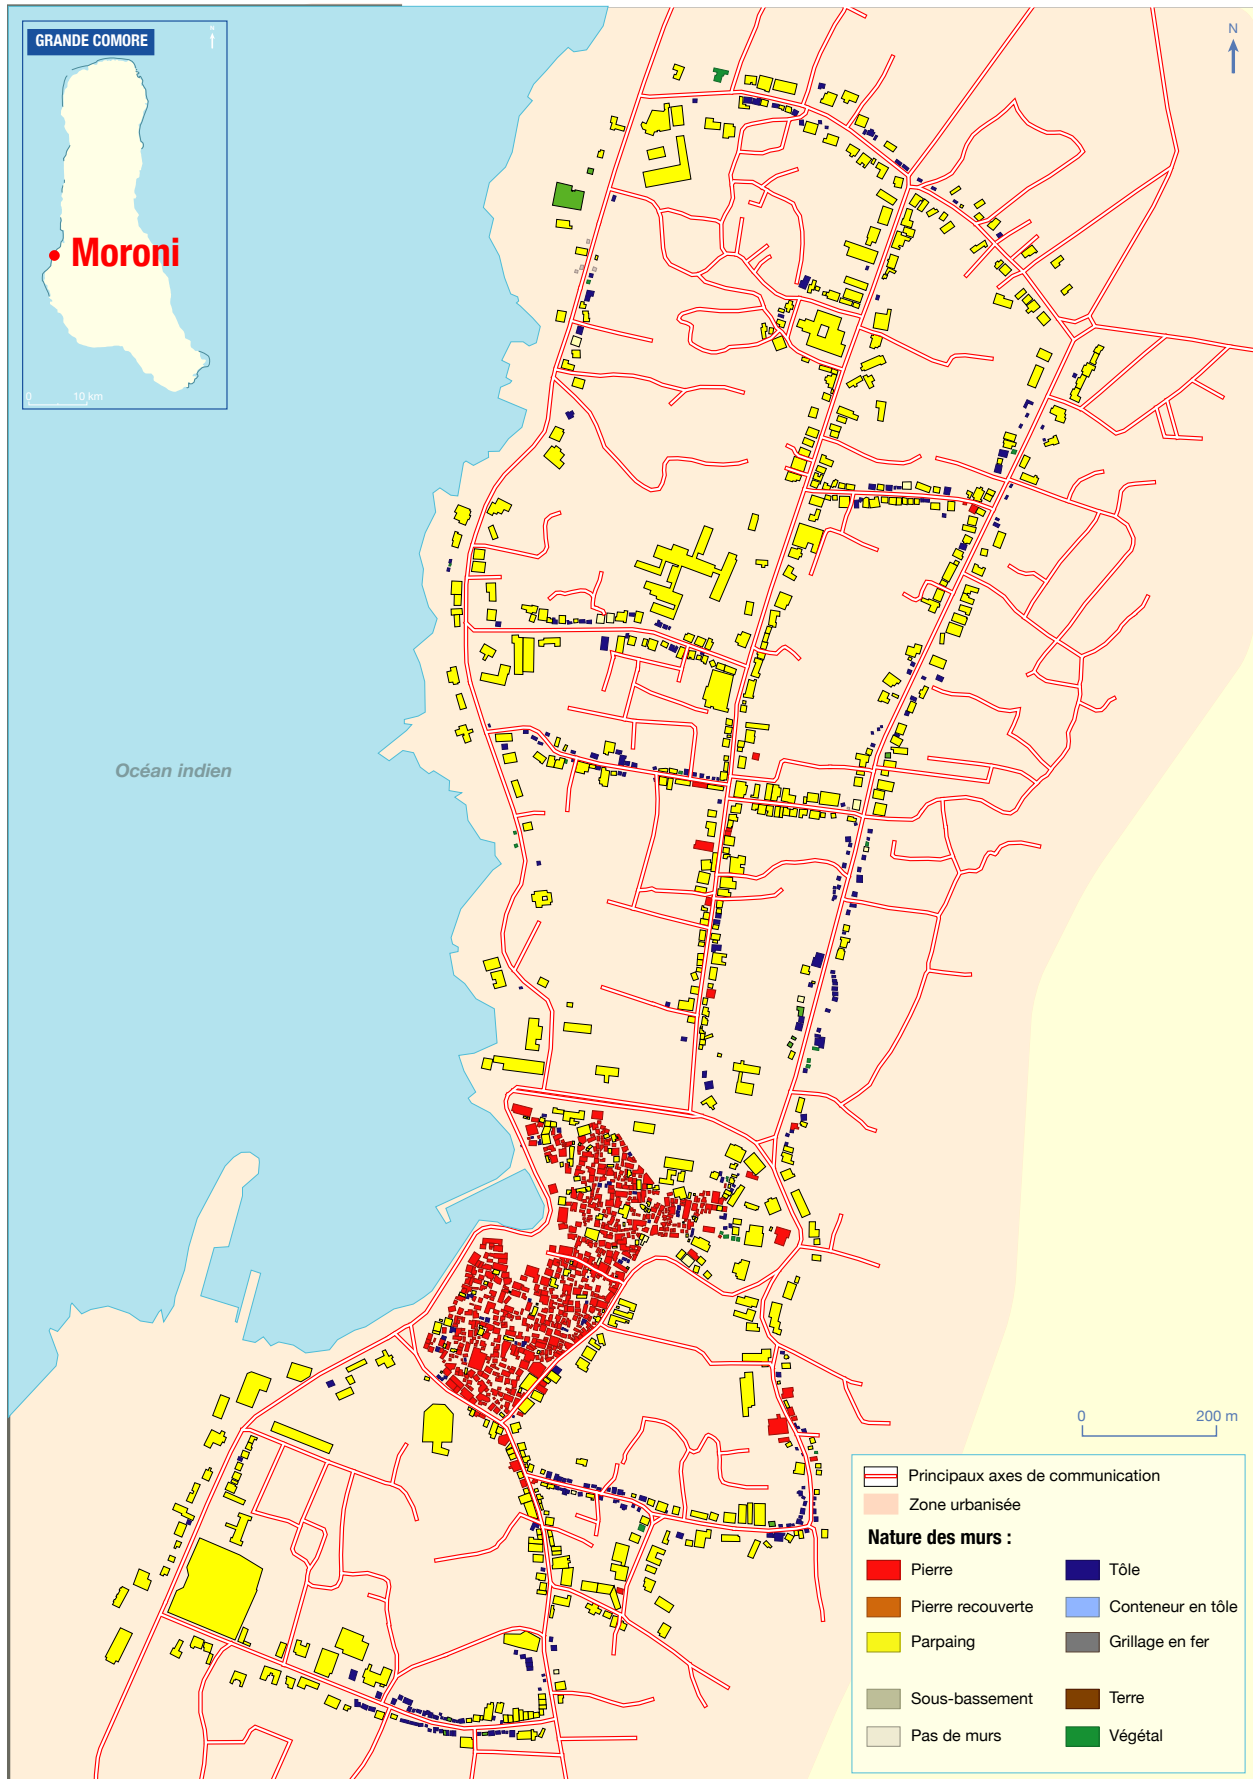 GRANDE COMORE
Moroni
0 10 km
N
Océan indien
0 200 m
Principaux axes de communication
Zone urbanisée
Nature des murs :
Pierre
Tôle
Pierre recouverte
Conteneur en tôle
Parpaing
Grillage en fer
Sous-bassement
Terre
Pas de murs
Végétal